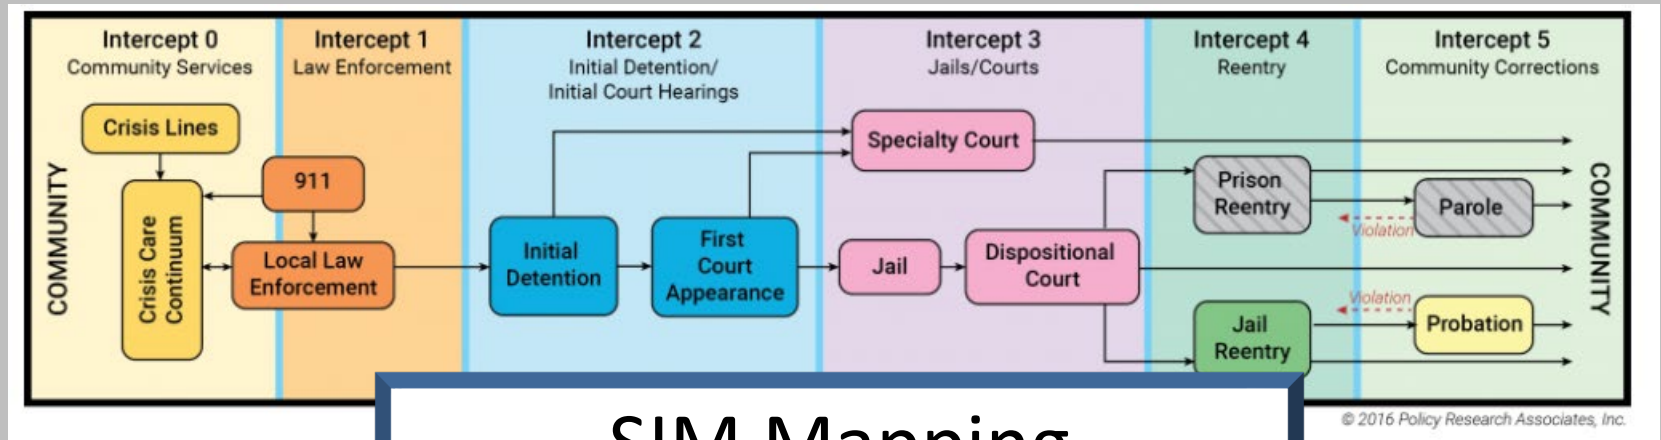 Intercept 0
Community Services
Intercept 1
Law Enforcement
Intercept 2
Initial Detention/
Initial Court Hearings
Intercept 3
Jails/Courts
Intercept 4
Reentry
Intercept 5
Community Corrections
COMMUNITY
Crisis Lines
Crisis Care
Continuum
911
Local Law
Enforcement
Initial
Detention
First
Court
Appearance
Specialty Court
Jail
Dispositional
Court
Prison
Reentry
Parole
Violation
Jail
Reentry
Violation
Probation
COMMUNITY
© 2016 Policy Research Associates, Inc.
SIM Mapping